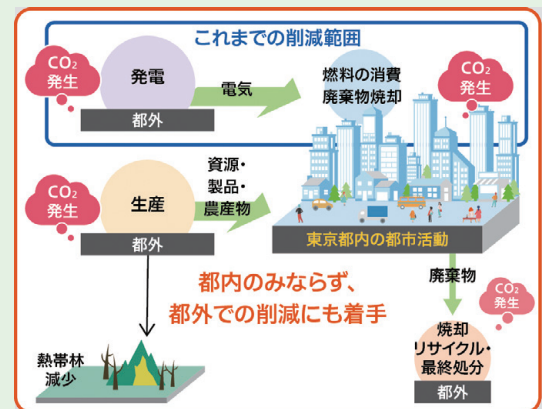 これまでの削減範囲
CO₂
発生
発電
都外
電気
燃料の消費
廃棄物焼却
CO₂
発生
CO₂
発生
生産
都外
資源・
製品・
農産物
東京都内の都市活動
都内のみならず、
都外での削減にも着手
廃棄物
CO₂
発生
熱帯林
減少
焼却
リサイクル・
最終処分
都外